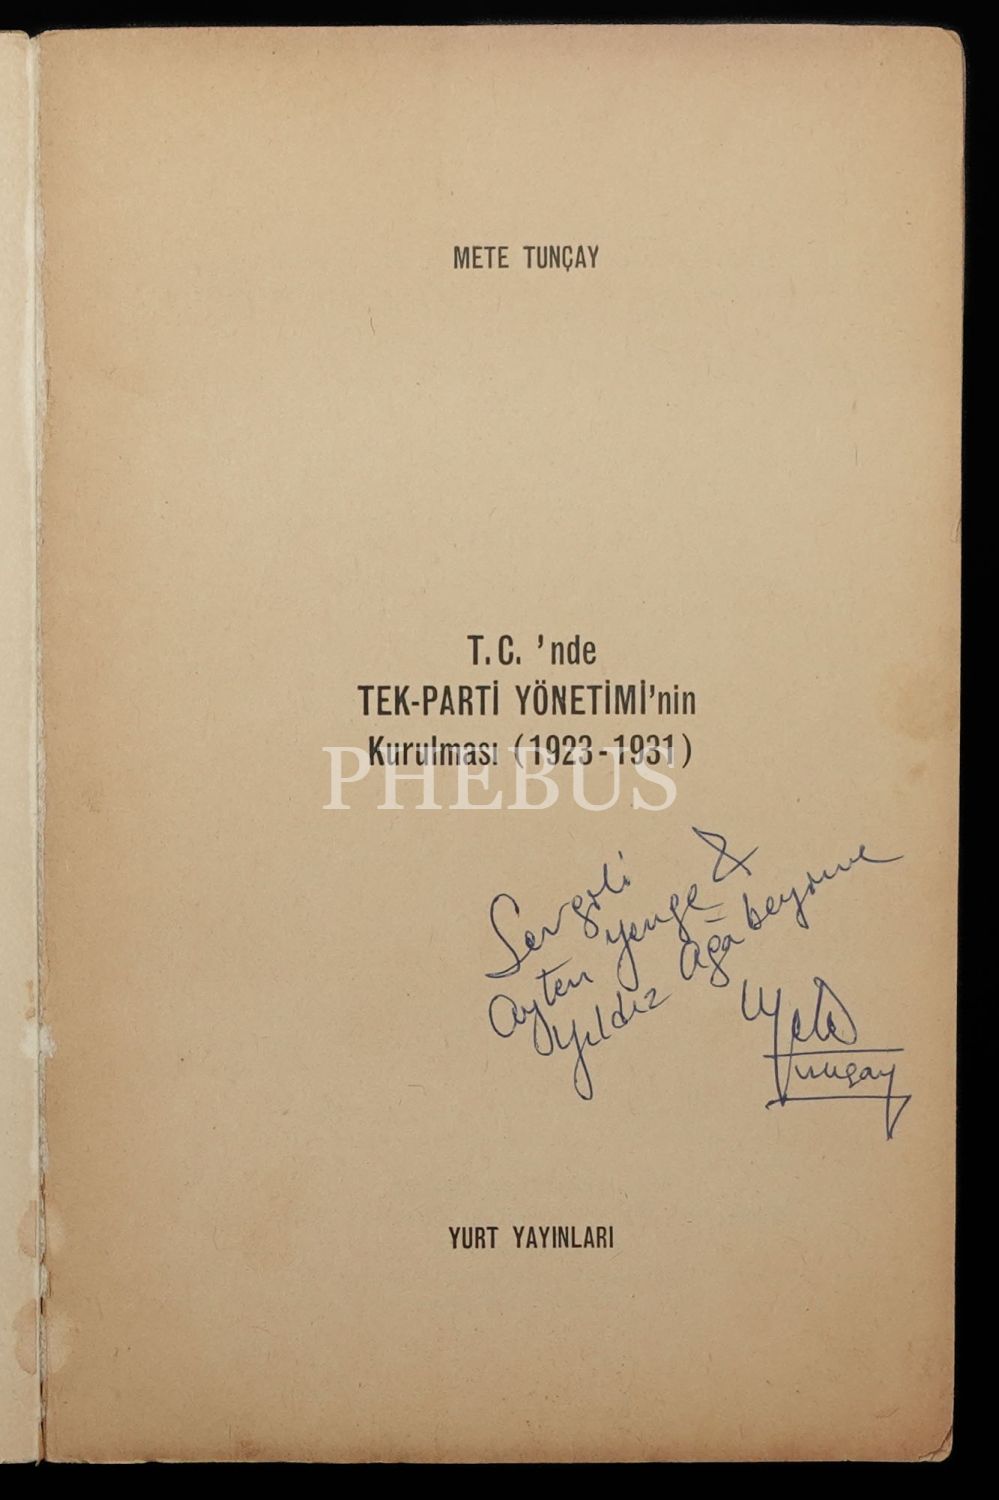 METE TUNÇAY
T.C. 'nde
TEK-PARTİ YÖNETİMİ'nin
Kurulması (1923-1931)
PHEBUS
Sevgili
Ayten yenge &
Yıldız Ağabeyime
Mete
Tunçay
YURT YAYINLARI